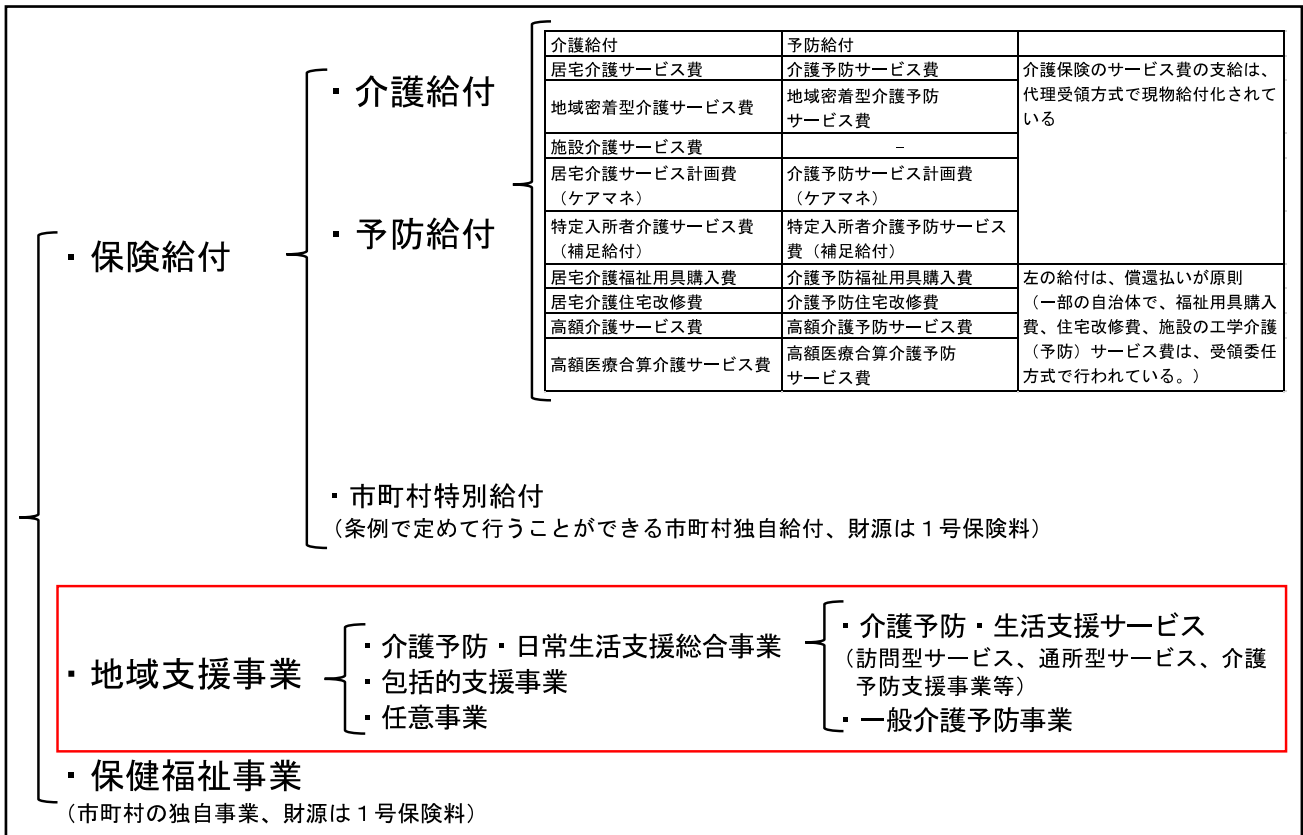 ・保険給付
・介護給付
・予防給付
介護給付 予防給付
居宅介護サービス費 介護予防サービス費
地域密着型介護サービス費 地域密着型介護予防
サービス費
施設介護サービス費 －
居宅介護サービス計画費 介護予防サービス計画費
（ケアマネ） （ケアマネ）
特定入所者介護サービス費 特定入所者介護予防サービス
（補足給付） 費（補足給付）
介護保険のサービス費の支給は、
代理受領方式で現物給付化されて
いる
居宅介護福祉用具購入費 介護予防福祉用具購入費
居宅介護住宅改修費 介護予防住宅改修費
高額介護サービス費 高額介護予防サービス費
高額医療合算介護サービス費 高額医療合算介護予防
サービス費
左の給付は、償還払いが原則
（一部の自治体で、福祉用具購入
費、住宅改修費、施設の工学介護
（予防）サービス費は、受領委任
方式で行われている。）
・市町村特別給付
（条例で定めて行うことができる市町村独自給付、財源は１号保険料）
・地域支援事業
・介護予防・日常生活支援総合事業
・包括的支援事業
・任意事業
・介護予防・生活支援サービス
（訪問型サービス、通所型サービス、介護
予防支援事業等）
・一般介護予防事業
・保健福祉事業
（市町村の独自事業、財源は１号保険料）